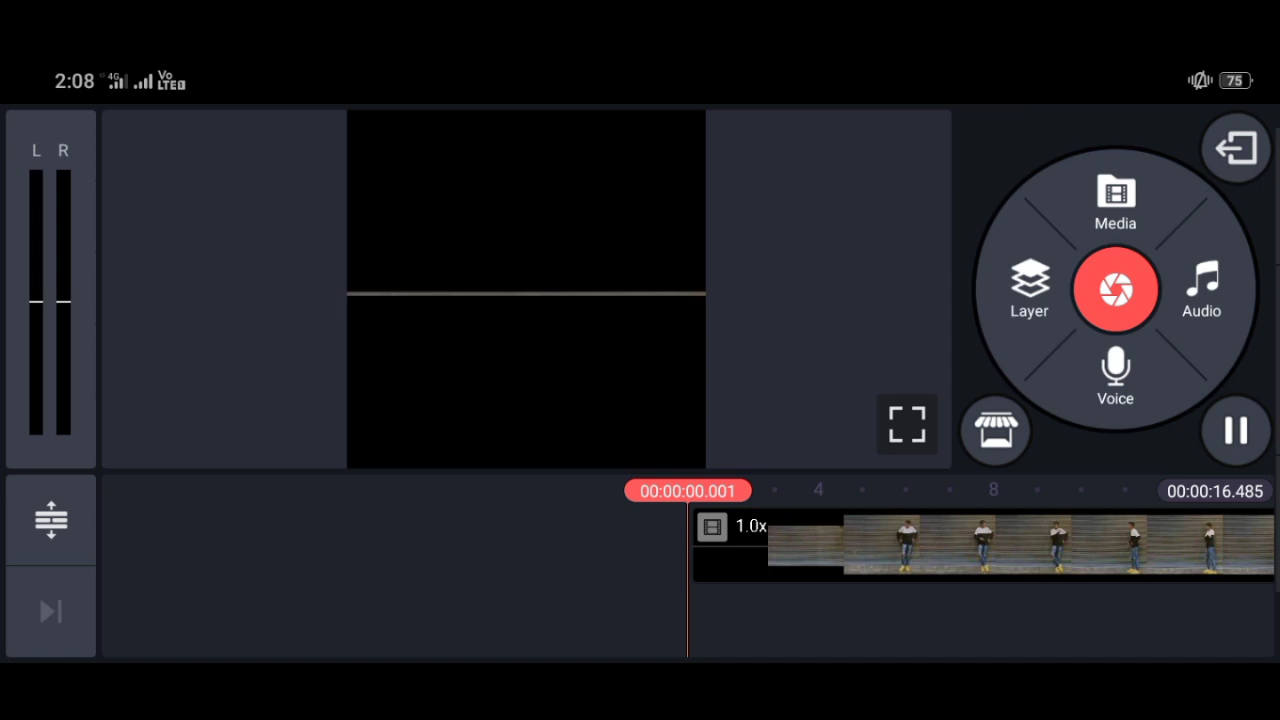 2:08 4G Vo LTE 75
L R
Media
Layer
Audio
Voice
00:00:00.001 4 8 00:00:16.485
1.0x